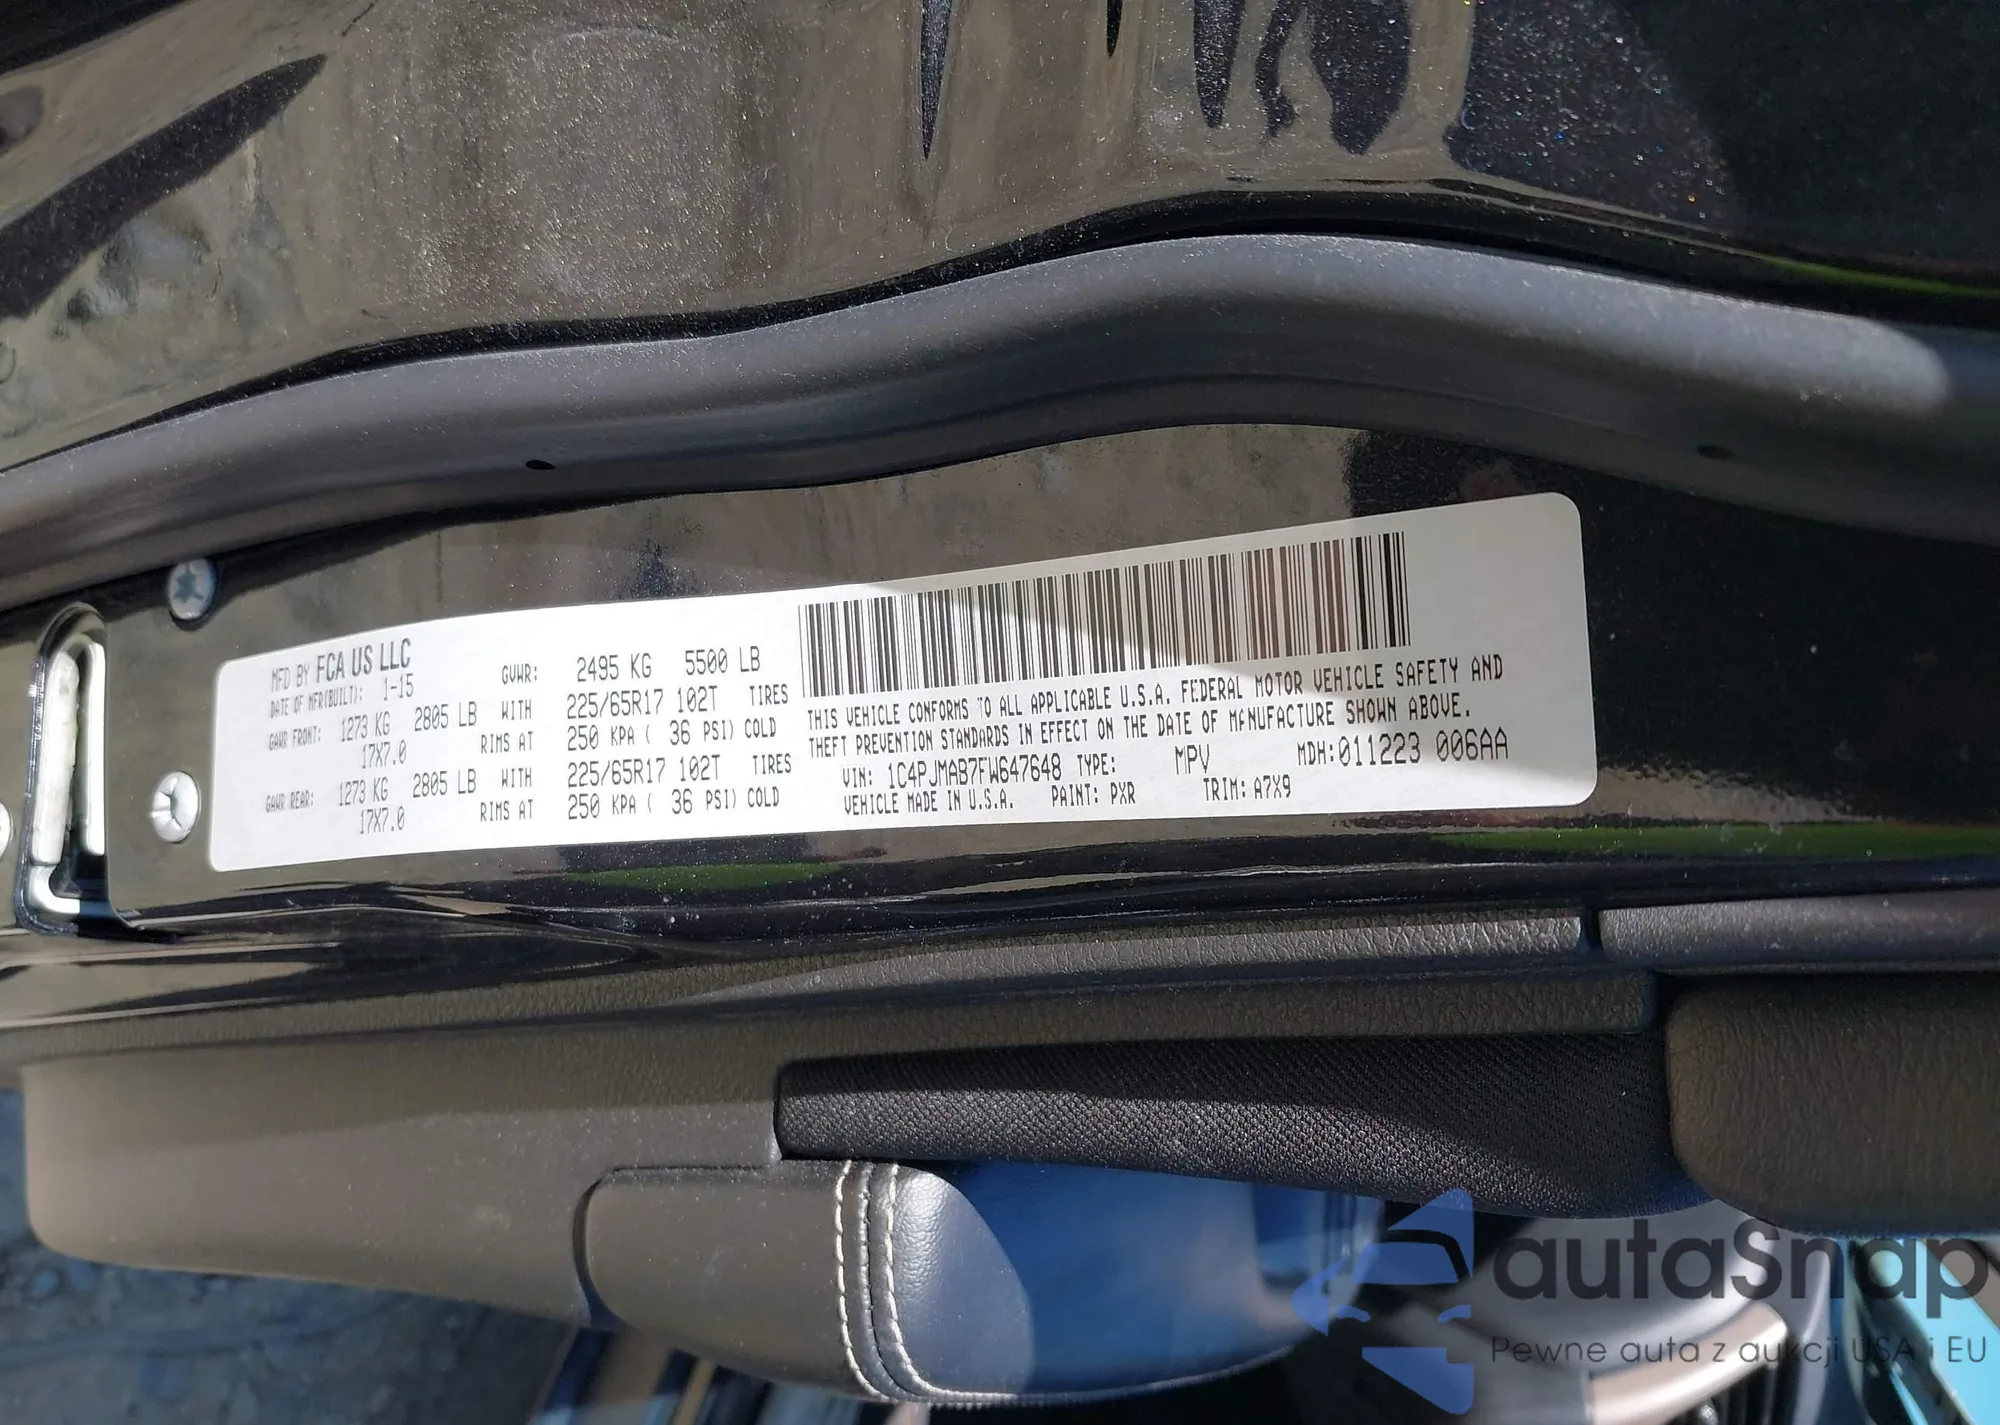 MFD BY FCA US LLC
DATE OF MFR(BUILT): 1-15
GVWR: 2495 KG 5500 LB
GAWR FRONT: 1273 KG 2805 LB WITH 225/65R17 102T TIRES
17X7.0 RIMS AT 250 KPA ( 36 PSI) COLD
GAWR REAR: 1273 KG 2805 LB WITH 225/65R17 102T TIRES
17X7.0 RIMS AT 250 KPA ( 36 PSI) COLD
THIS VEHICLE CONFORMS TO ALL APPLICABLE U.S.A. FEDERAL MOTOR VEHICLE SAFETY AND
THEFT PREVENTION STANDARDS IN EFFECT ON THE DATE OF MANUFACTURE SHOWN ABOVE.
VIN: 1C4PJMAB7FW647648 TYPE: MPV MDH:011223 006AA
VEHICLE MADE IN U.S.A. PAINT: PXR TRIM: A7X9
autaSnap
Pewne auta z aukcji USA i EU